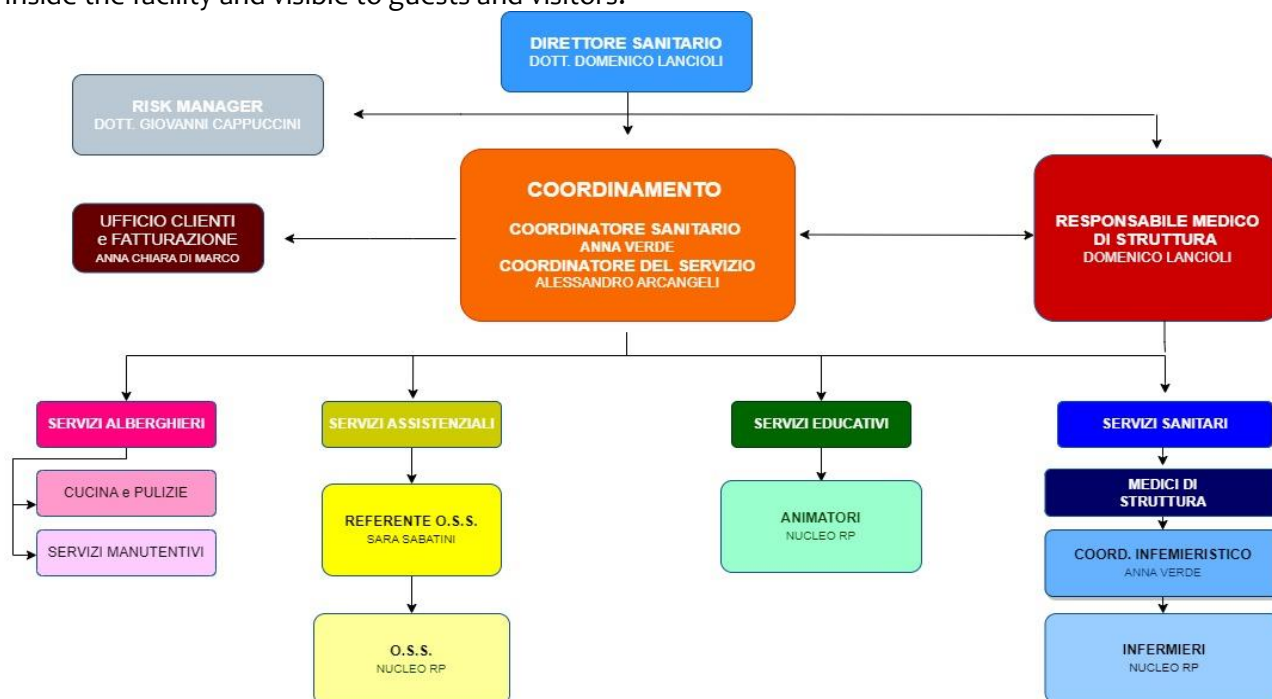 inside the facility and visible to guests and visitors.
DIRETTORE SANITARIO
DOTT. DOMENICO LANCIOLI
RISK MANAGER
DOTT. GIOVANNI CAPPUCCINI
COORDINAMENTO
COORDINATORE SANITARIO
ANNA VERDE
COORDINATORE DEL SERVIZIO
ALESSANDRO ARCANGELI
UFFICIO CLIENTI
e FATTURAZIONE
ANNA CHIARA DI MARCO
RESPONSABILE MEDICO
DI STRUTTURA
DOMENICO LANCIOLI
SERVIZI ALBERGHIERI
SERVIZI ASSISTENZIALI
SERVIZI EDUCATIVI
SERVIZI SANITARI
CUCINA e PULIZIE
SERVIZI MANUTENTIVI
REFERENTE O.S.S.
SARA SABATINI
O.S.S.
NUCLEO RP
ANIMATORI
NUCLEO RP
MEDICI DI
STRUTTURA
COORD. INFEMIERISTICO
ANNA VERDE
INFERMIERI
NUCLEO RP